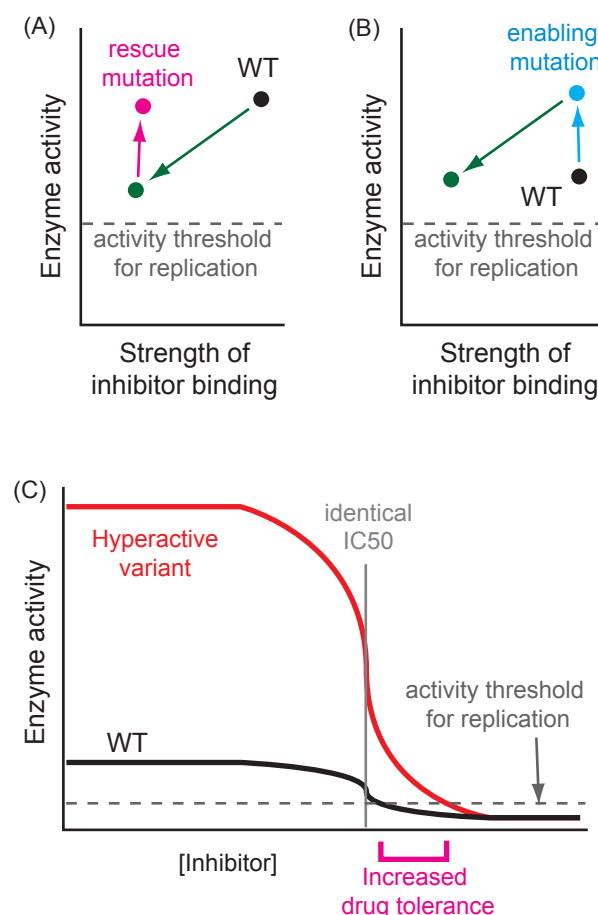 (A)
rescue
mutation
WT
Enzyme activity
activity threshold
for replication
Strength of
inhibitor binding
(B)
enabling
mutation
WT
Enzyme activity
activity threshold
for replication
Strength of
inhibitor binding
(C)
identical
IC50
Hyperactive
variant
Enzyme activity
activity threshold
for replication
WT
[Inhibitor]
Increased
drug tolerance